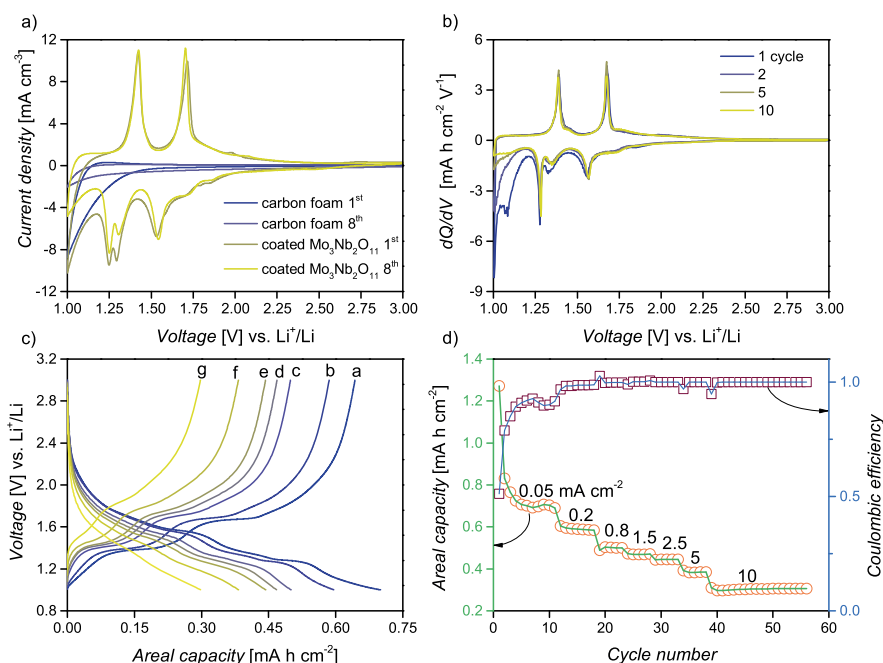 a)
12
8
4
0
-4
-8
-12
Current density [mA cm⁻³]
carbon foam 1ˢᵗ
carbon foam 8ᵗʰ
coated Mo₃Nb₂O₁₁ 1ˢᵗ
coated Mo₃Nb₂O₁₁ 8ᵗʰ
1.00 1.25 1.50 1.75 2.00 2.25 3.00
Voltage [V] vs. Li⁺/Li
b)
9
6
3
0
-3
-6
-9
dQ/dV [mA h cm⁻² V⁻¹]
1 cycle
2
5
10
1.00 1.25 1.50 1.75 2.00 2.25 3.00
Voltage [V] vs. Li⁺/Li
c)
3.2
2.8
2.4
2.0
1.6
1.2
0.8
Voltage [V] vs. Li⁺/Li
g f e d c b a
0.00 0.15 0.30 0.45 0.60 0.75
Areal capacity [mA h cm⁻²]
d)
1.4
1.2
1.0
0.8
0.6
0.4
0.2
Areal capacity [mA h cm⁻²]
0.05 mA cm⁻²
0.2
0.8
1.5
2.5
5
10
1.0
0.5
0.0
Coulombic efficiency
0 10 20 30 40 50 60
Cycle number